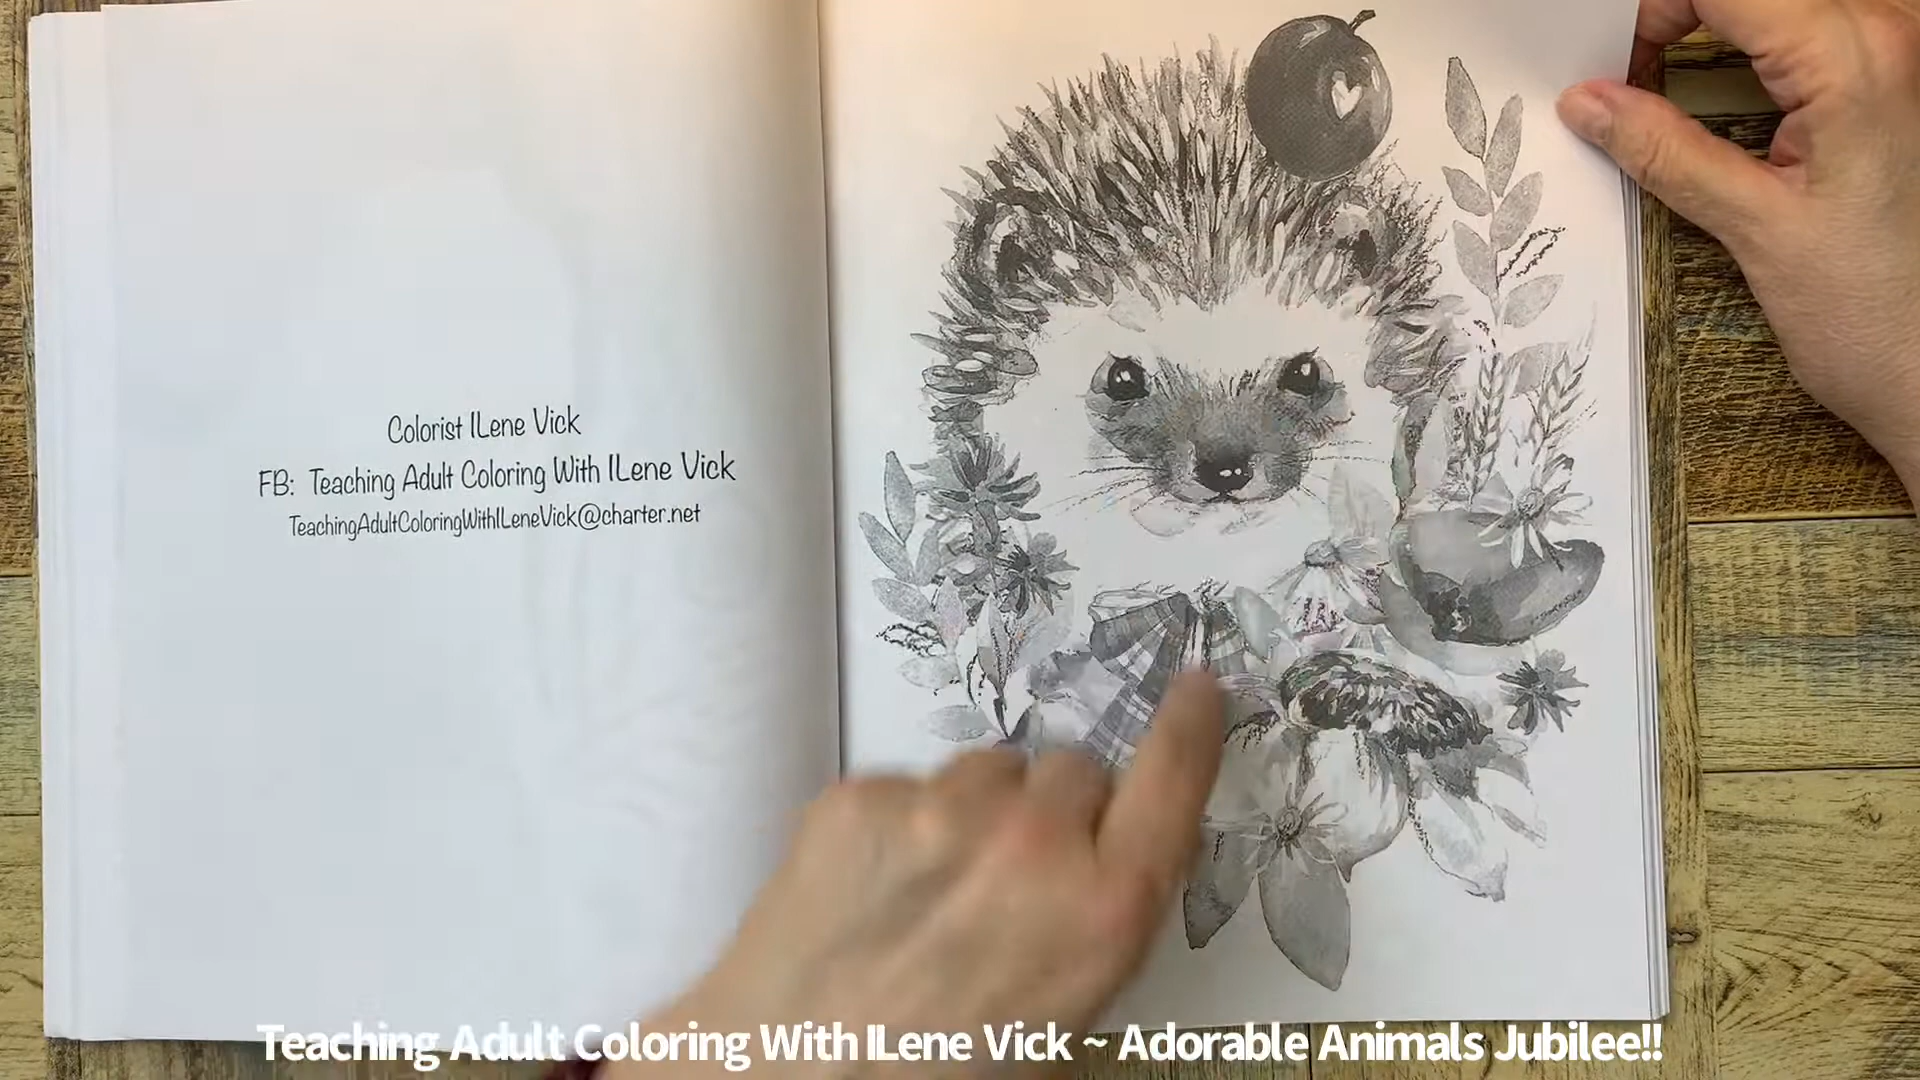 Colorist ILene Vick
FB: Teaching Adult Coloring With ILene Vick
TeachingAdultColoringWithILeneVick@charter.net
Teaching Adult Coloring With ILene Vick ~ Adorable Animals Jubilee!!